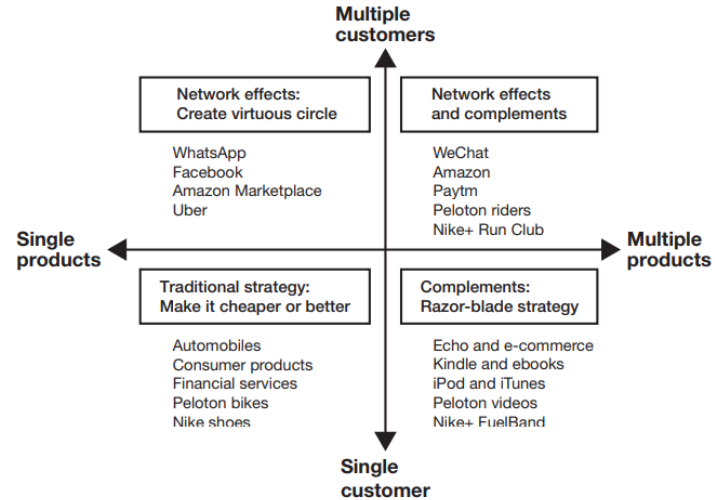 Multiple
customers
Network effects:
Create virtuous circle
WhatsApp
Facebook
Amazon Marketplace
Uber
Network effects
and complements
WeChat
Amazon
Paytm
Peloton riders
Nike+ Run Club
Single
products
Multiple
products
Traditional strategy:
Make it cheaper or better
Automobiles
Consumer products
Financial services
Peloton bikes
Nike shoes
Complements:
Razor-blade strategy
Echo and e-commerce
Kindle and ebooks
iPod and iTunes
Peloton videos
Nike+ FuelBand
Single
customer